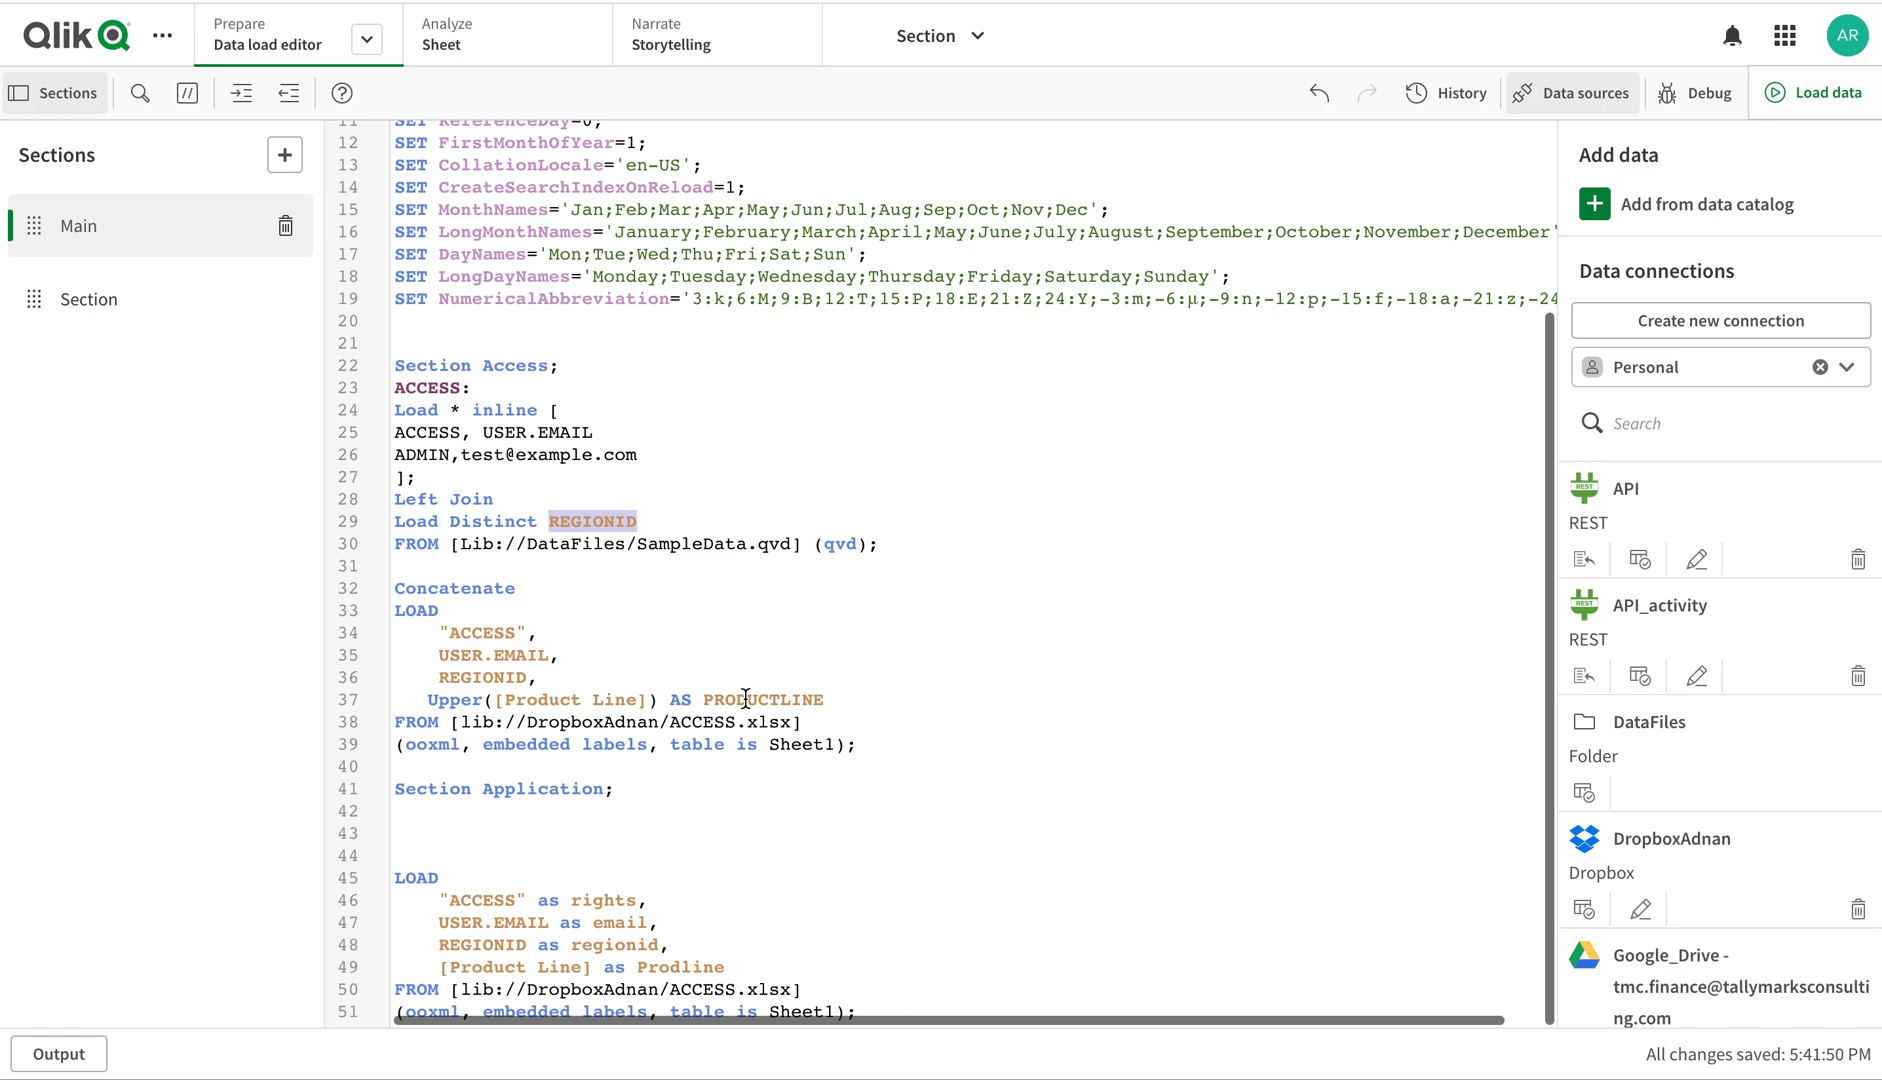 Qlik
Prepare
Data load editor
Analyze
Sheet
Narrate
Storytelling
Section
AR
Sections
//
History
Data sources
Debug
Load data
Sections
Main
Section
11 SET ReferenceDay=0;
12 SET FirstMonthOfYear=1;
13 SET CollationLocale='en-US';
14 SET CreateSearchIndexOnReload=1;
15 SET MonthNames='Jan;Feb;Mar;Apr;May;Jun;Jul;Aug;Sep;Oct;Nov;Dec';
16 SET LongMonthNames='January;February;March;April;May;June;July;August;September;October;November;December'
17 SET DayNames='Mon;Tue;Wed;Thu;Fri;Sat;Sun';
18 SET LongDayNames='Monday;Tuesday;Wednesday;Thursday;Friday;Saturday;Sunday';
19 SET NumericalAbbreviation='3:k;6:M;9:B;12:T;15:P;18:E;21:Z;24:Y;-3:m;-6:μ;-9:n;-12:p;-15:f;-18:a;-21:z;-24
20
21
22 Section Access;
23 ACCESS:
24 Load * inline [
25 ACCESS, USER.EMAIL
26 ADMIN,test@example.com
27 ];
28 Left Join
29 Load Distinct REGIONID
30 FROM [Lib://DataFiles/SampleData.qvd] (qvd);
31
32 Concatenate
33 LOAD
34 "ACCESS",
35 USER.EMAIL,
36 REGIONID,
37 Upper([Product Line]) AS PRODUCTLINE
38 FROM [lib://DropboxAdnan/ACCESS.xlsx]
39 (ooxml, embedded labels, table is Sheet1);
40
41 Section Application;
42
43
44
45 LOAD
46 "ACCESS" as rights,
47 USER.EMAIL as email,
48 REGIONID as regionid,
49 [Product Line] as Prodline
50 FROM [lib://DropboxAdnan/ACCESS.xlsx]
51 (ooxml, embedded labels, table is Sheet1);
Add data
Add from data catalog
Data connections
Create new connection
Personal
Search
REST
API
REST
REST
API_activity
REST
DataFiles
Folder
DropboxAdnan
Dropbox
Google_Drive -
tmc.finance@tallymarksconsulti
ng.com
Output
All changes saved: 5:41:50 PM